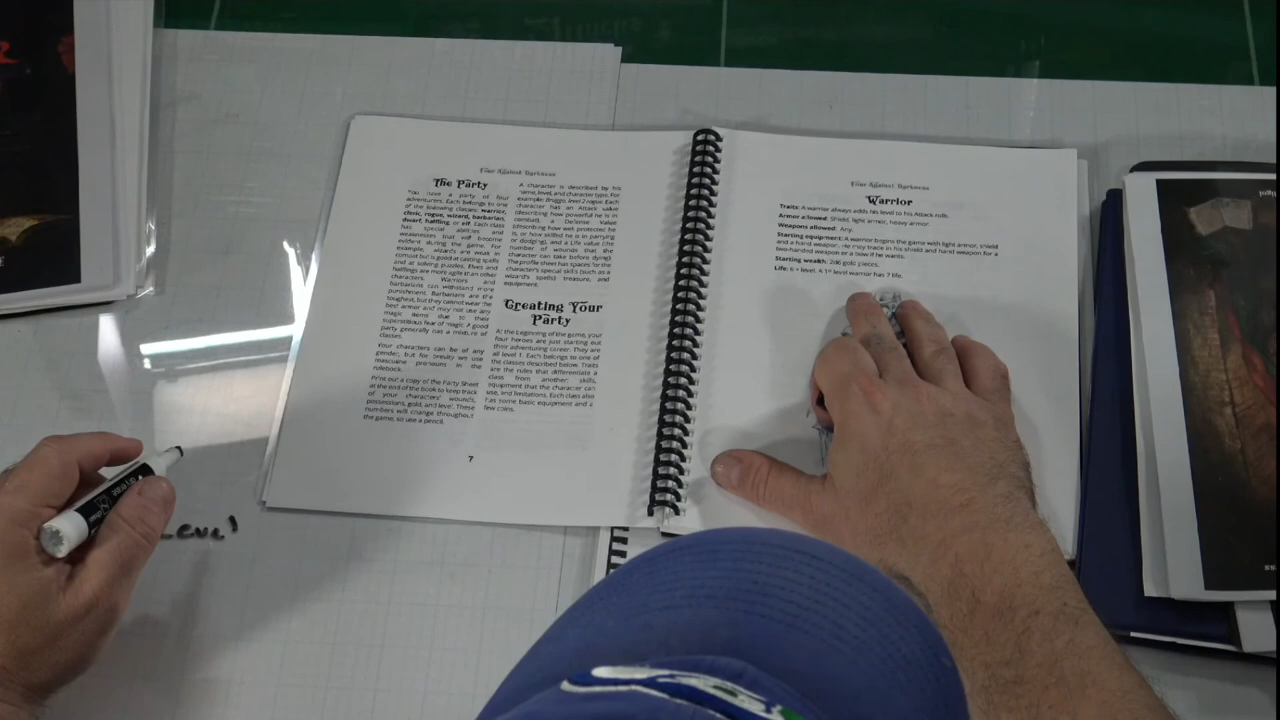 Four Against Darkness
The Party
You have a party of four
adventurers. Each belongs to one
of the following classes: warrior,
cleric, rogue, wizard, barbarian,
dwarf, halfling, or elf. Each class
has special abilities and
weaknesses that will become
evident during the game. For
example, wizards are weak in
combat but is good at casting spells
and at solving puzzles. Elves and
halflings are more agile than other
characters. Warriors and
barbarians can withstand more
punishment. Barbarians are the
toughest, but they cannot wear the
best armor and may not use any
magic items due to their
superstitious fear of magic. A good
party generally has a mixture of
classes.
Your characters can be of any
gender, but for brevity we use
masculine pronouns in the
rulebook.
Print out a copy of the Party Sheet
at the end of the book to keep track
of your characters' wounds,
possessions, gold, and level. These
numbers will change throughout
the game, so use a pencil.
A character is described by his
name, level, and character type. For
example: Bruggo, level 2 rogue. Each
character has an Attack value
(describing how powerful he is in
combat), a Defense Value
(describing how well protected he
is, or how skilled he is in parrying
or dodging), and a Life value (the
number of wounds that the
character can take before dying).
The profile sheet has spaces for the
character's special skills (such as a
wizard's spells) treasure, and
equipment.
Creating Your
Party
At the beginning of the game, your
four heroes are just starting out
their adventuring career. They are
all level 1. Each belongs to one of
the classes described below. Traits
are the rules that differentiate a
class from another: skills,
equipment that the character can
use, and limitations. Each class also
has some basic equipment and a
few coins.
7
Four Against Darkness
Warrior
Traits: A warrior always adds his level to his Attack rolls.
Armor allowed: Shield, light armor, heavy armor.
Weapons allowed: Any.
Starting equipment: A warrior begins the game with light armor, shield
and a hand weapon. He may trade in his shield and hand weapon for a
two-handed weapon or a bow if he wants.
Starting wealth: 2d6 gold pieces.
Life: 6 + level. A 1st level warrior has 7 life.
Level